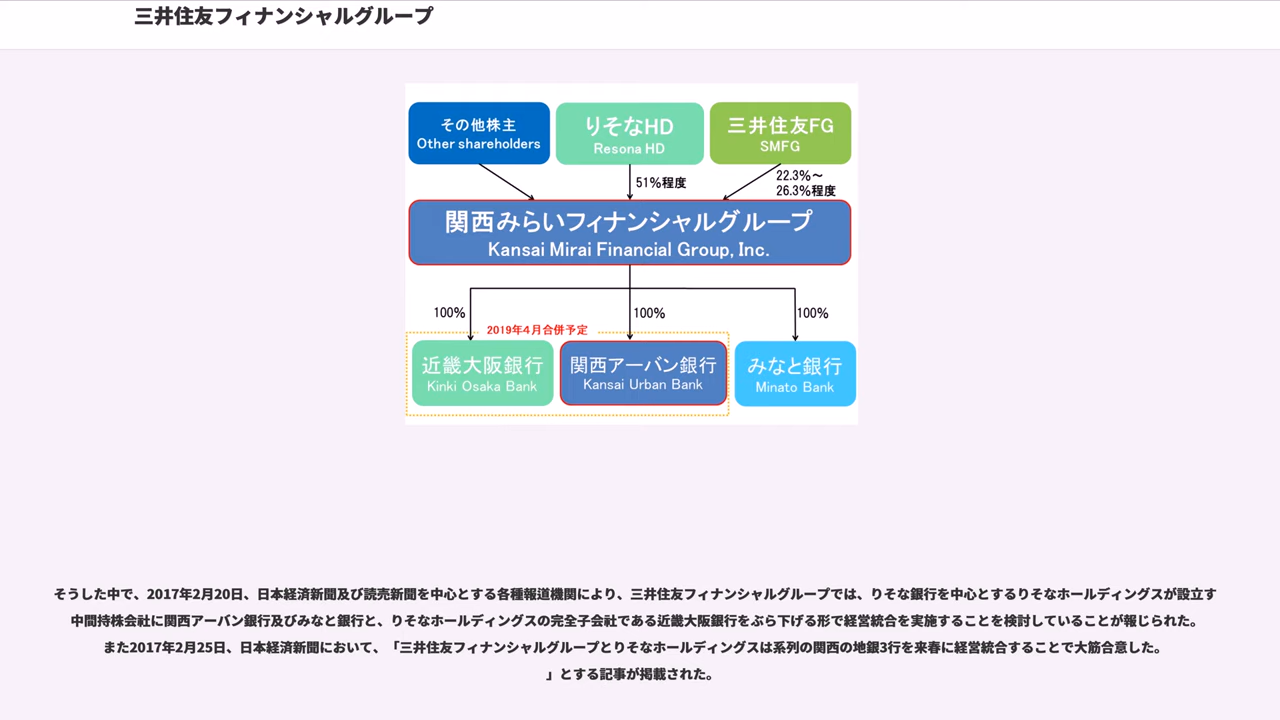 三井住友フィナンシャルグループ
その他株主
Other shareholders
りそなHD
Resona HD
三井住友FG
SMFG
51%程度
22.3%～
26.3%程度
関西みらいフィナンシャルグループ
Kansai Mirai Financial Group, Inc.
100%
100%
100%
2019年4月合併予定
近畿大阪銀行
Kinki Osaka Bank
関西アーバン銀行
Kansai Urban Bank
みなと銀行
Minato Bank
そうした中で、2017年2月20日、日本経済新聞及び読売新聞を中心とする各種報道機関により、三井住友フィナンシャルグループでは、りそな銀行を中心とするりそなホールディングスが設立す
中間持株会社に関西アーバン銀行及びみなと銀行と、りそなホールディングスの完全子会社である近畿大阪銀行をぶら下げる形で経営統合を実施することを検討していることが報じられた。
また2017年2月25日、日本経済新聞において、「三井住友フィナンシャルグループとりそなホールディングスは系列の関西の地銀3行を来春に経営統合することで大筋合意した。
」とする記事が掲載された。